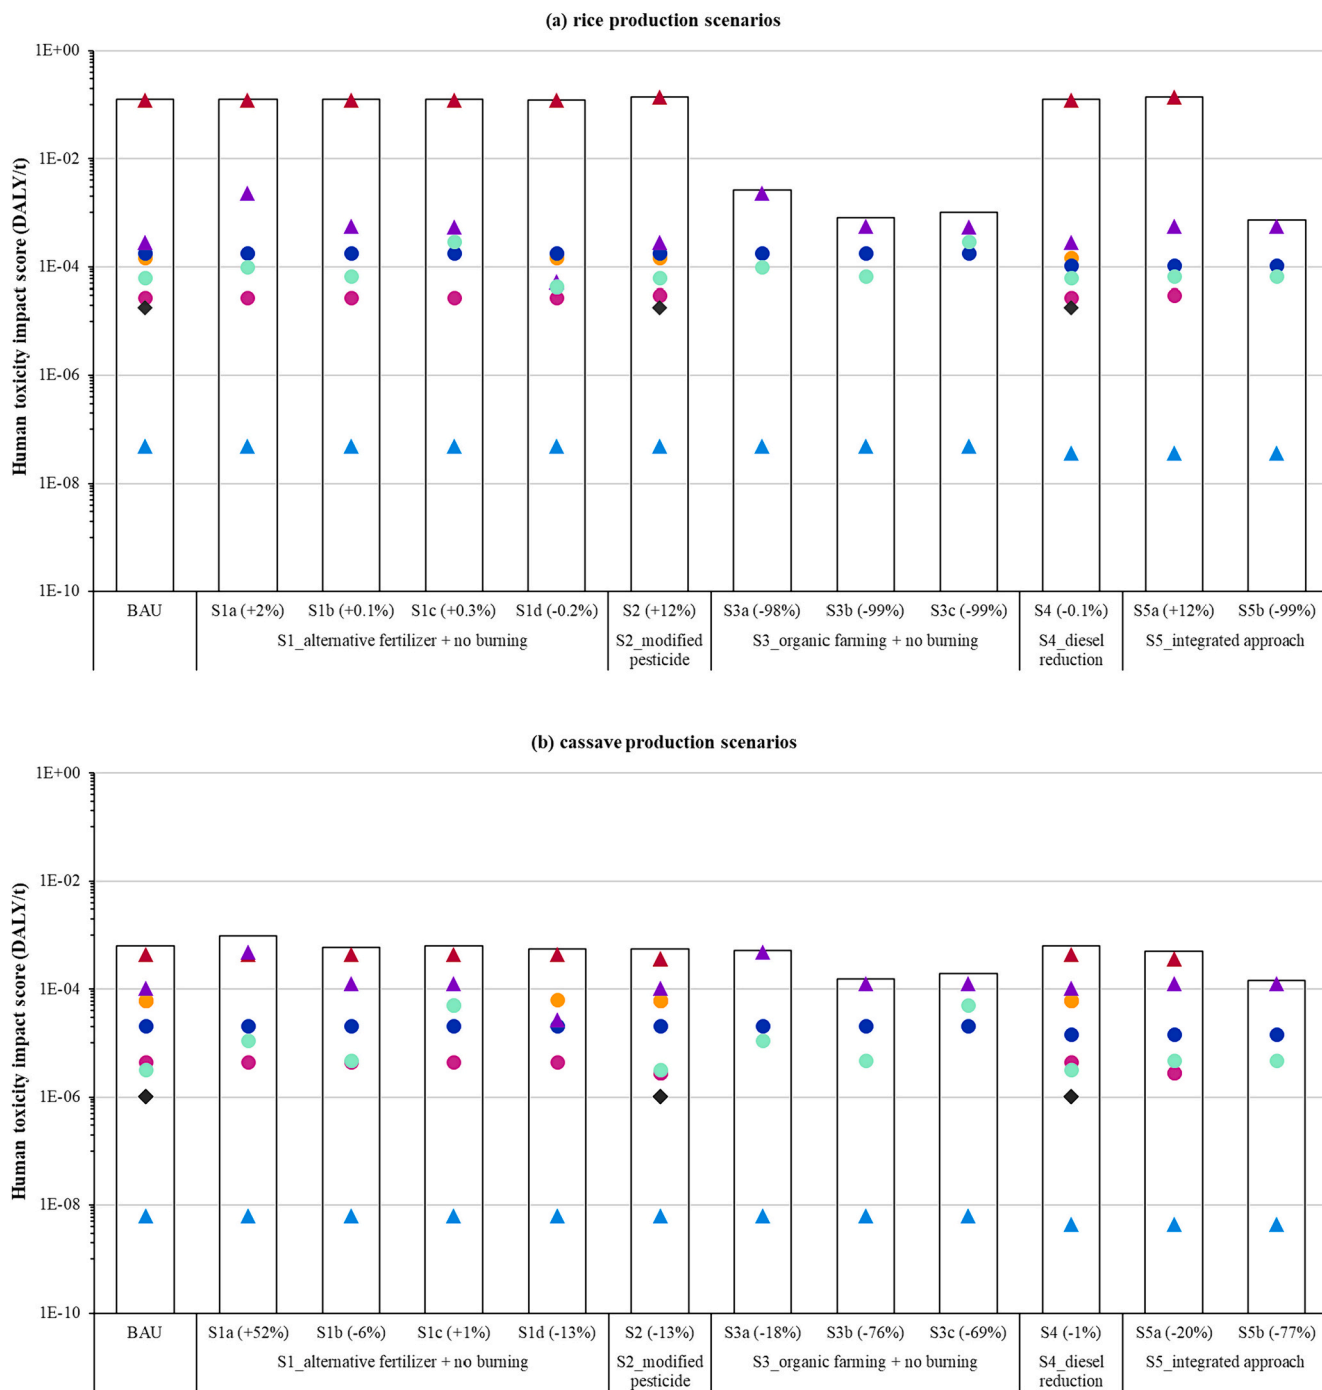 (a) rice production scenarios
Human toxicity impact score (DALY/t)
1E+00
1E-02
1E-04
1E-06
1E-08
1E-10
BAU
S1a (+2%)
S1b (+0.1%)
S1c (+0.3%)
S1d (-0.2%)
S2 (+12%)
S3a (-98%)
S3b (-99%)
S3c (-99%)
S4 (-0.1%)
S5a (+12%)
S5b (-99%)
S1_alternative fertilizer + no burning
S2_modified
pesticide
S3_organic farming + no burning
S4_diesel
reduction
S5_integrated approach
(b) cassave production scenarios
Human toxicity impact score (DALY/t)
1E+00
1E-02
1E-04
1E-06
1E-08
1E-10
BAU
S1a (+52%)
S1b (-6%)
S1c (+1%)
S1d (-13%)
S2 (-13%)
S3a (-18%)
S3b (-76%)
S3c (-69%)
S4 (-1%)
S5a (-20%)
S5b (-77%)
S1_alternative fertilizer + no burning
S2_modified
pesticide
S3_organic farming + no burning
S4_diesel
reduction
S5_integrated approach